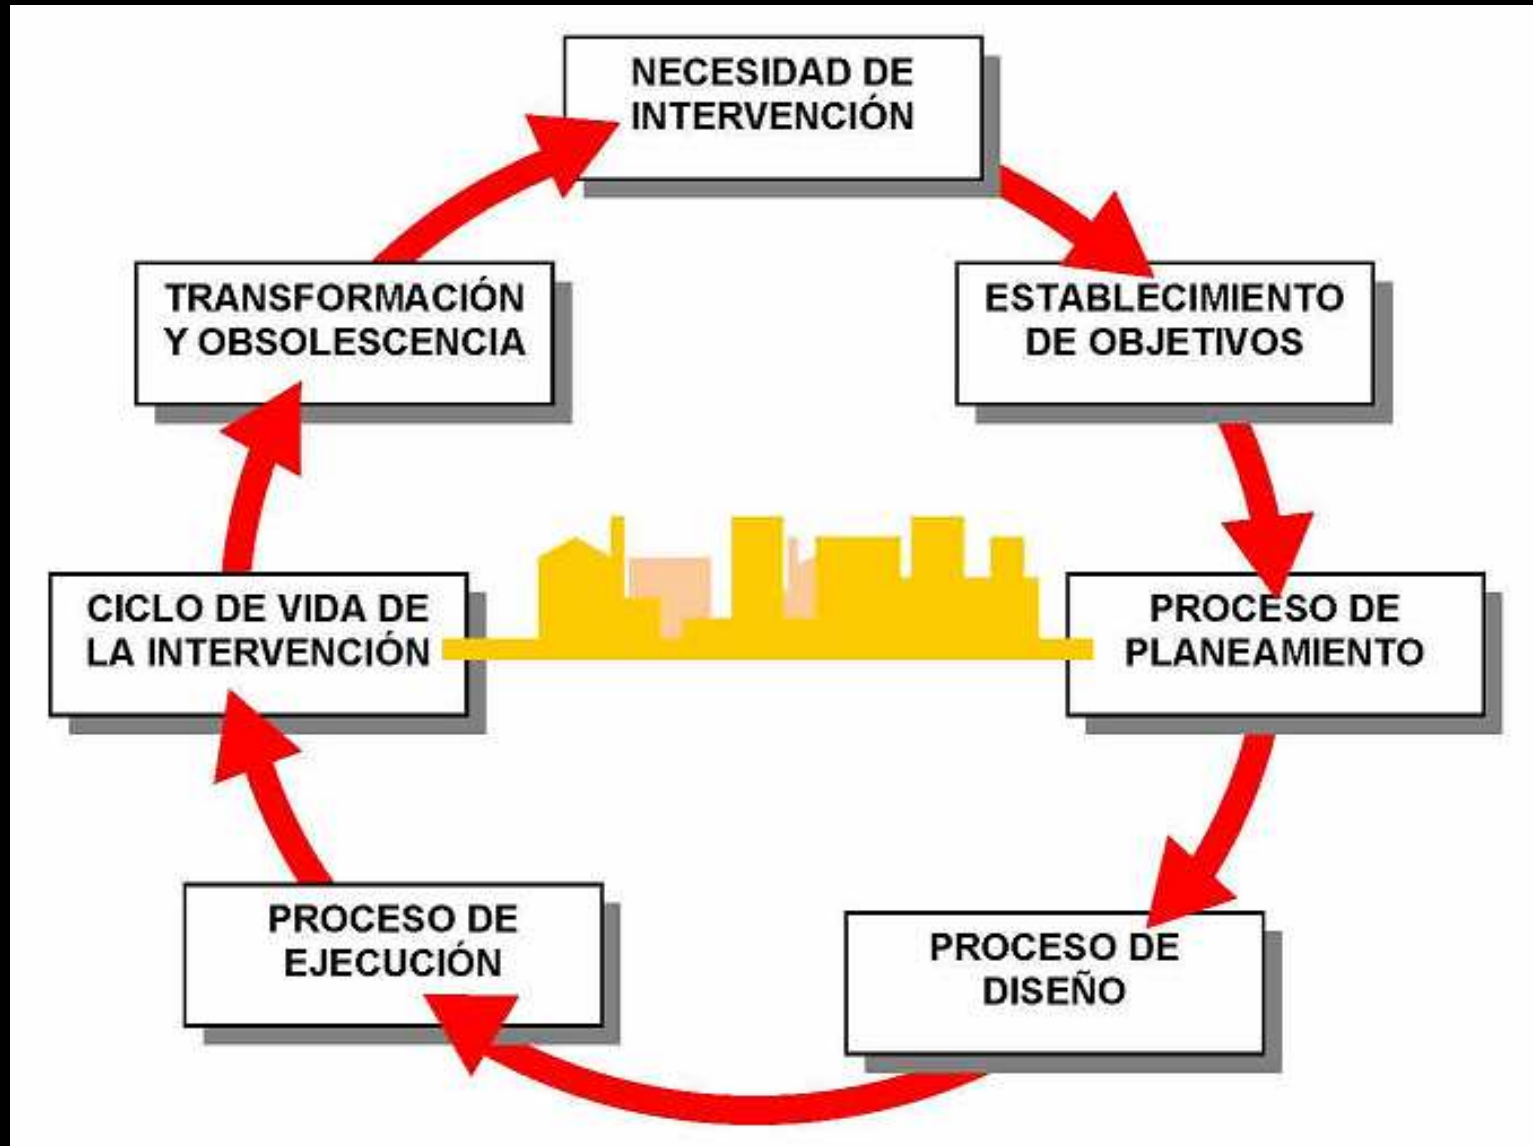 NECESIDAD DE
INTERVENCIÓN
ESTABLECIMIENTO
DE OBJETIVOS
PROCESO DE
PLANEAMIENTO
PROCESO DE
DISEÑO
PROCESO DE
EJECUCIÓN
CICLO DE VIDA DE
LA INTERVENCIÓN
TRANSFORMACIÓN
Y OBSOLESCENCIA